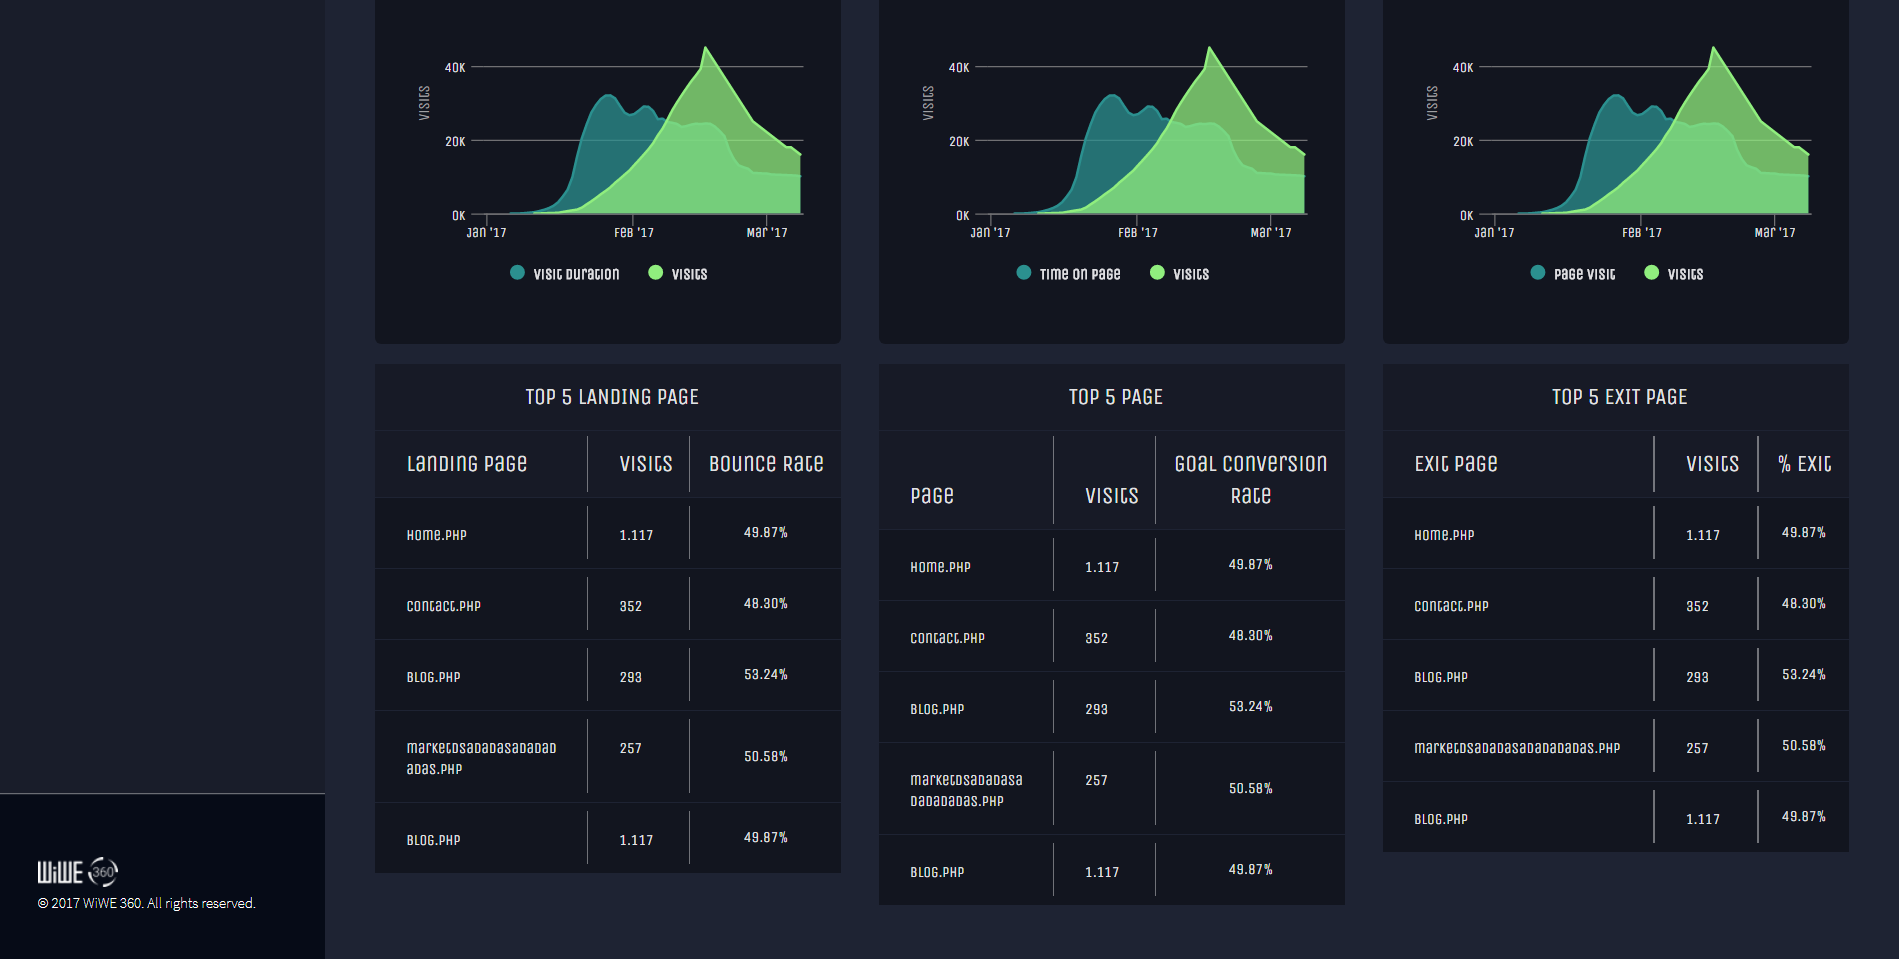 40K
VISITS
20K
0K
Jan '17 Feb '17 Mar '17
Visit Duration Visits
40K
VISITS
20K
0K
Jan '17 Feb '17 Mar '17
Time on Page Visits
40K
VISITS
20K
0K
Jan '17 Feb '17 Mar '17
Page Visit Visits
TOP 5 LANDING PAGE
Landing Page Visits Bounce Rate
Home.php 1.117 49.87%
Contact.php 352 48.30%
Blog.php 293 53.24%
Marketdsadadasadadad
adas.php
257 50.58%
Blog.php 1.117 49.87%
TOP 5 PAGE
Page Visits Goal Conversion
Rate
Home.php 1.117 49.87%
Contact.php 352 48.30%
Blog.php 293 53.24%
Marketdsadadasa
dadadadas.php
257 50.58%
Blog.php 1.117 49.87%
TOP 5 EXIT PAGE
Exit Page Visits % Exit
Home.php 1.117 49.87%
Contact.php 352 48.30%
Blog.php 293 53.24%
Marketdsadadasadadadadas.php 257 50.58%
Blog.php 1.117 49.87%
WiWE 360
© 2017 WiWE 360. All rights reserved.